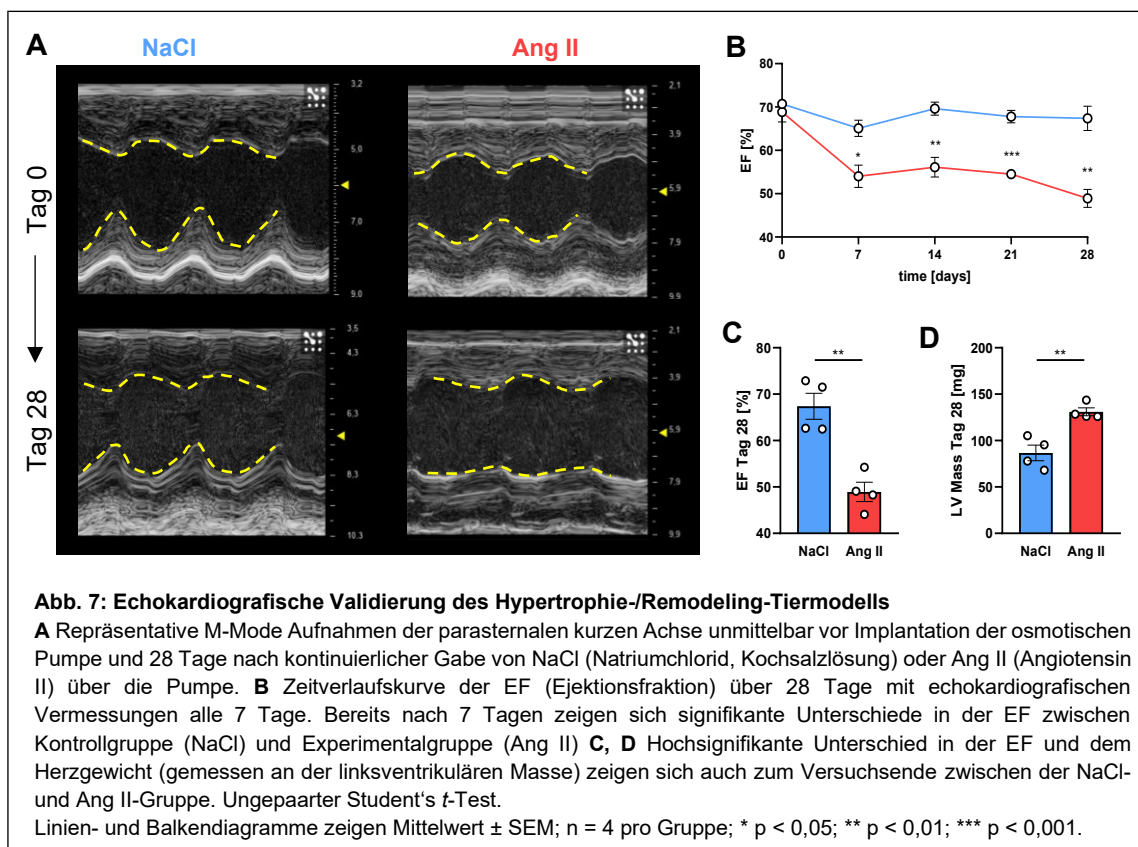 A
NaCl
Ang II
Tag 0
Tag 28
3.2
5.0
7.0
9.0
2.1
3.9
5.9
7.9
9.9
3.5
4.3
6.3
8.3
10.3
2.1
3.9
5.9
7.9
9.9
B
EF [%]
80
70
60
50
40
*
**
***
**
0 7 14 21 28
time [days]
C
EF Tag 28 [%]
80
70
60
50
40
**
NaCl Ang II
D
LV Mass Tag 28 [mg]
200
150
100
50
0
**
NaCl Ang II
Abb. 7: Echokardiografische Validierung des Hypertrophie-/Remodeling-Tiermodells
A Repräsentative M-Mode Aufnahmen der parasternalen kurzen Achse unmittelbar vor Implantation der osmotischen
Pumpe und 28 Tage nach kontinuierlicher Gabe von NaCl (Natriumchlorid, Kochsalzlösung) oder Ang II (Angiotensin
II) über die Pumpe. B Zeitverlaufskurve der EF (Ejektionsfraktion) über 28 Tage mit echokardiografischen
Vermessungen alle 7 Tage. Bereits nach 7 Tagen zeigen sich signifikante Unterschiede in der EF zwischen
Kontrollgruppe (NaCl) und Experimentalgruppe (Ang II) C, D Hochsignifikante Unterschied in der EF und dem
Herzgewicht (gemessen an der linksventrikulären Masse) zeigen sich auch zum Versuchsende zwischen der NaCl-
und Ang II-Gruppe. Ungepaarter Student‘s t-Test.
Linien- und Balkendiagramme zeigen Mittelwert ± SEM; n = 4 pro Gruppe; * p < 0,05; ** p < 0,01; *** p < 0,001.